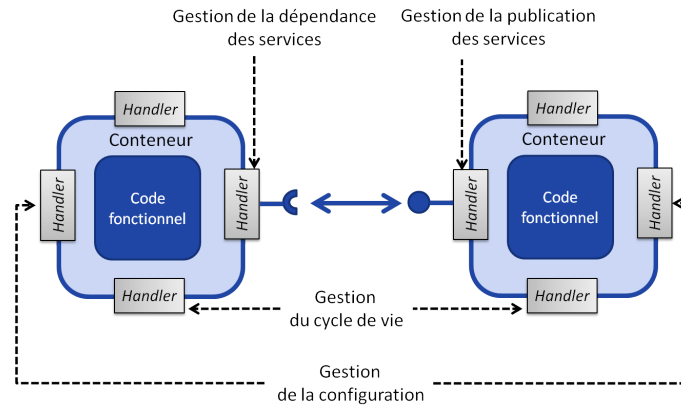 Gestion de la dépendance
des services
Gestion de la publication
des services
Handler
Handler
Conteneur
Conteneur
Handler
Code
fonctionnel
Handler
Handler
Code
fonctionnel
Handler
Handler
Handler
Gestion
du cycle de vie
Gestion
de la configuration